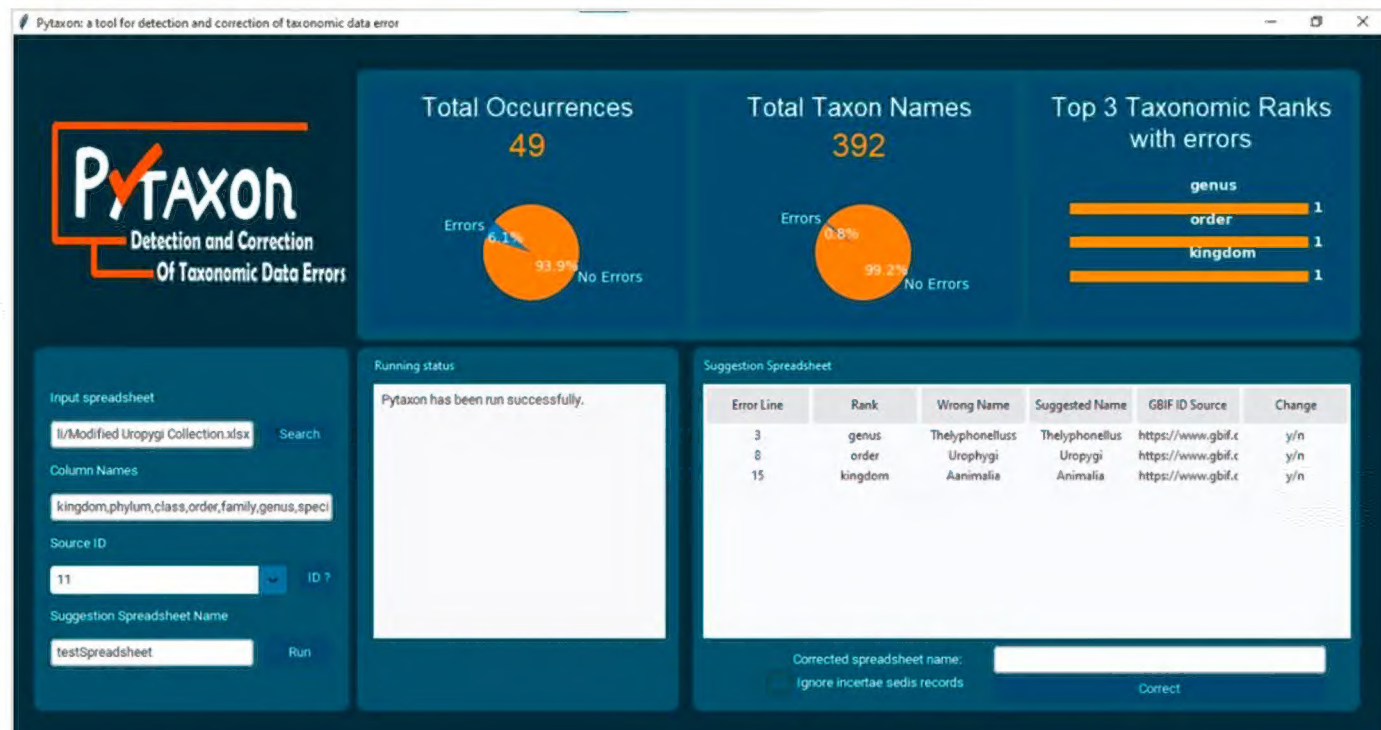 Pytaxon: a tool for detection and correction of taxonomic data error
PYTAXON
Detection and Correction
Of Taxonomic Data Errors
Total Occurrences
49
Errors
6.1%
93.9%
No Errors
Total Taxon Names
392
Errors
0.8%
99.2%
No Errors
Top 3 Taxonomic Ranks
with errors
genus
1
order
1
kingdom
1
Input spreadsheet
li/Modified Uropygi Collection.xlsx Search
Column Names
kingdom,phylum,class,order,family,genus,speci
Source ID
11 ID ?
Suggestion Spreadsheet Name
testSpreadsheet Run
Running status
Pytaxon has been run successfully.
Suggestion Spreadsheet
Error Line Rank Wrong Name Suggested Name GBIF ID Source Change
3 genus Thelyphonelluss Thelyphonellus https://www.gbif.c y/n
8 order Urophygi Uropygi https://www.gbif.c y/n
15 kingdom Aanimalia Animalia https://www.gbif.c y/n
Corrected spreadsheet name:
Ignore incertae sedis records
Correct